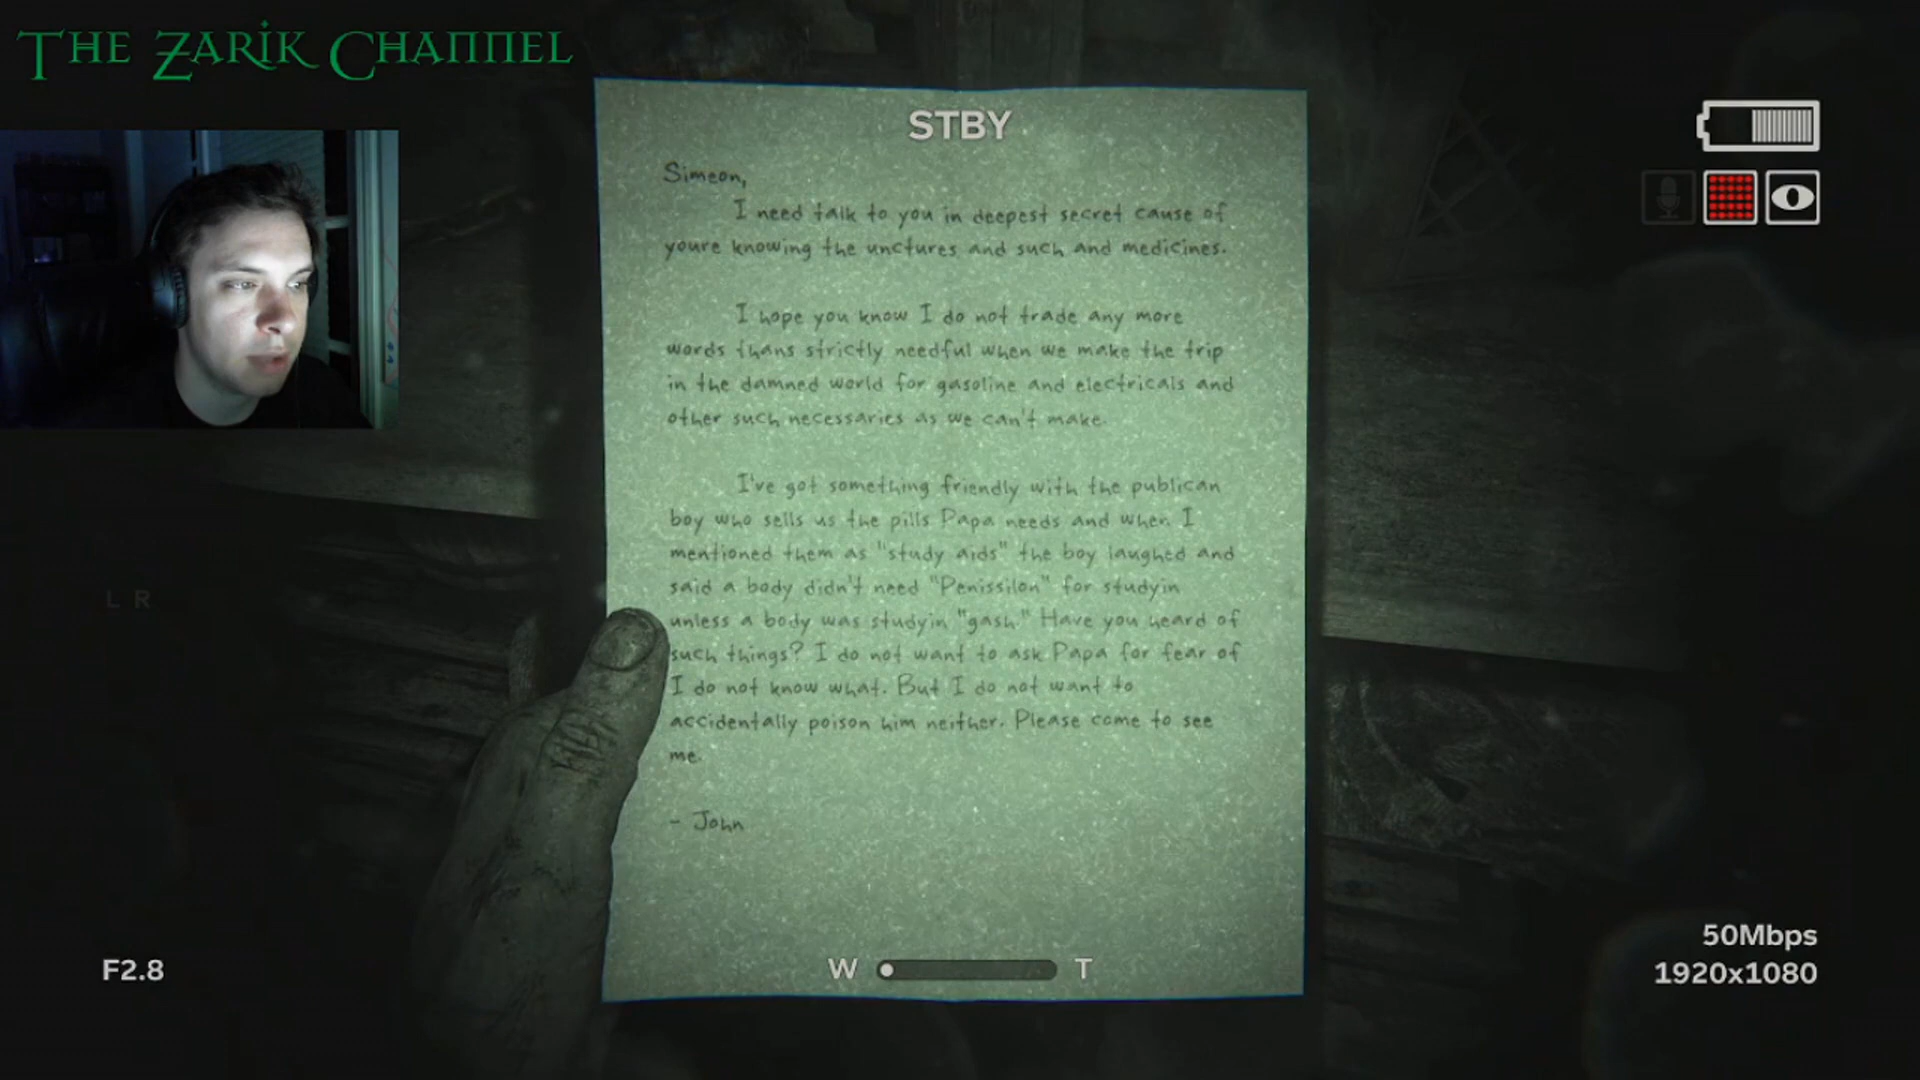 THE ZARIK CHANNEL
STBY
Simeon,
I need talk to you in deepest secret cause of
youre knowing the unctures and such and medicines.
I hope you know I do not trade any more
words thans strictly needful when we make the trip
in the damned world for gasoline and electricals and
other such necessaries as we can't make.
I've got something friendly with the publican
boy who sells us the pills Papa needs and when I
mentioned them as "study aids" the boy laughed and
said a body didn't need "Penissilon" for studyin
unless a body was studyin "gash." Have you heard of
such things? I do not want to ask Papa for fear of
I do not know what. But I do not want to
accidentally poison him neither. Please come to see
me.
- John
L R
F2.8
W T
50Mbps
1920x1080